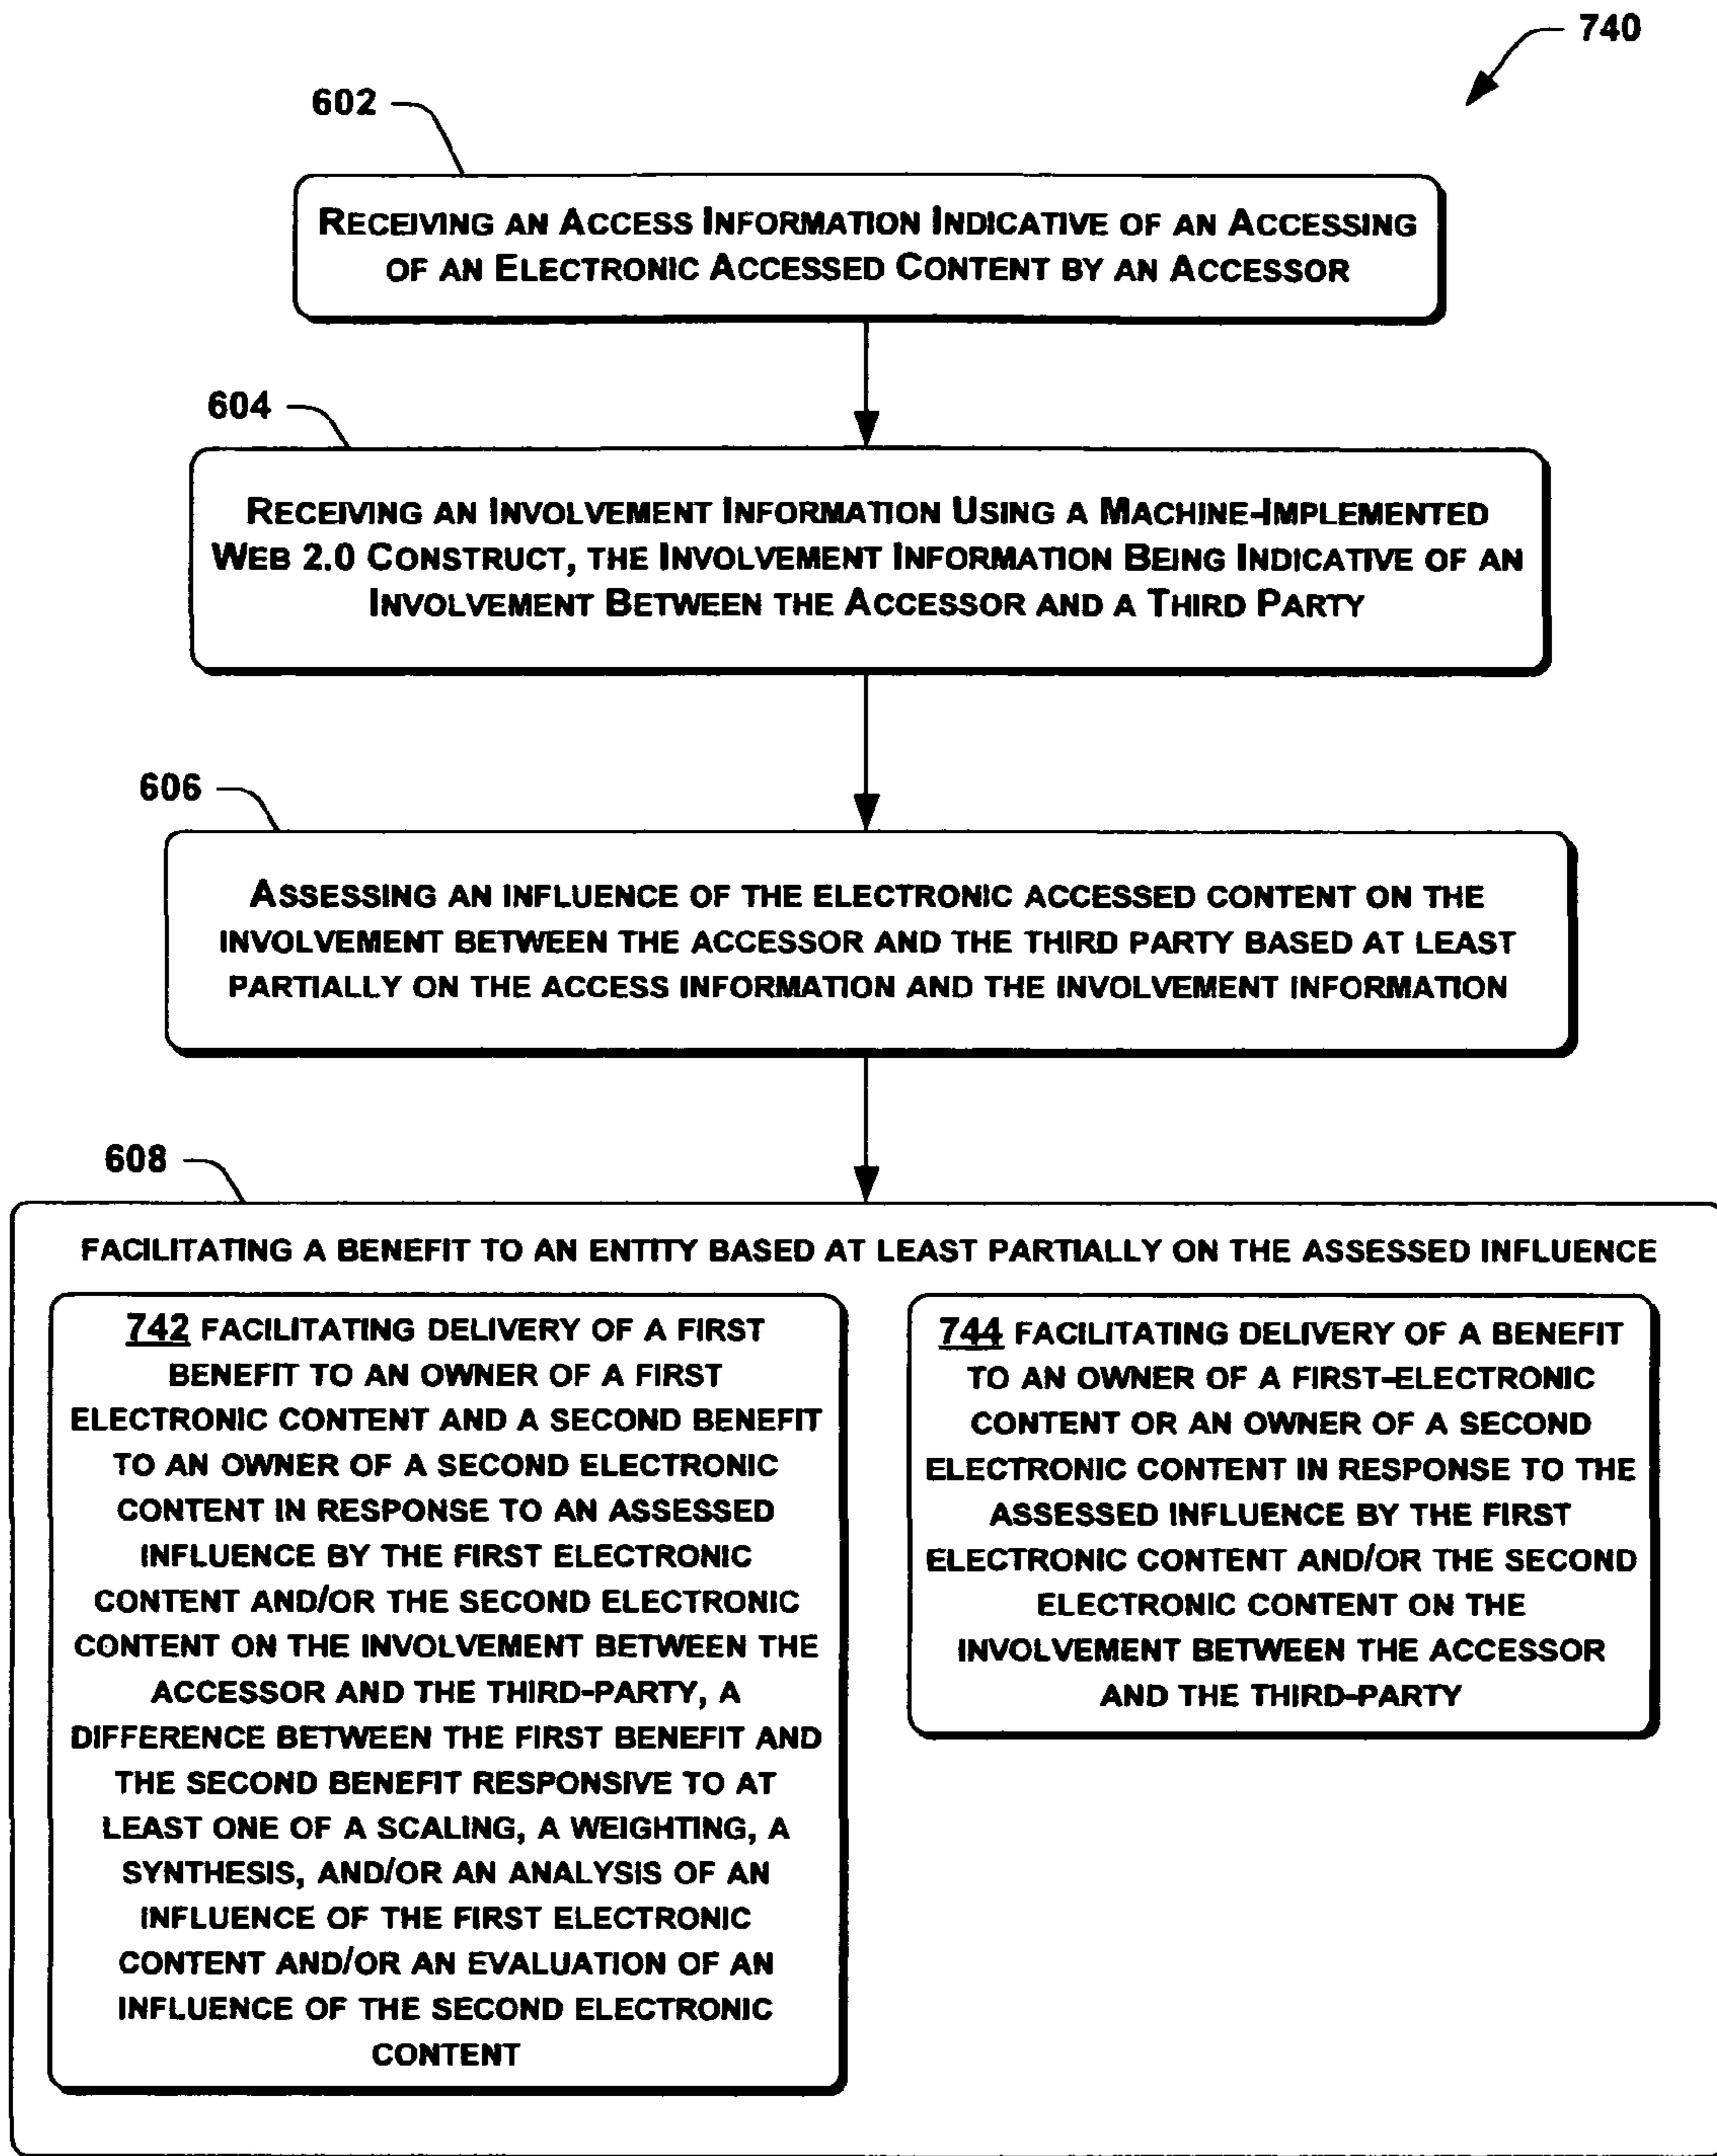 740
602
RECEIVING AN ACCESS INFORMATION INDICATIVE OF AN ACCESSING
OF AN ELECTRONIC ACCESSED CONTENT BY AN ACCESSOR
604
RECEIVING AN INVOLVEMENT INFORMATION USING A MACHINE-IMPLEMENTED
WEB 2.0 CONSTRUCT, THE INVOLVEMENT INFORMATION BEING INDICATIVE OF AN
INVOLVEMENT BETWEEN THE ACCESSOR AND A THIRD PARTY
606
ASSESSING AN INFLUENCE OF THE ELECTRONIC ACCESSED CONTENT ON THE
INVOLVEMENT BETWEEN THE ACCESSOR AND THE THIRD PARTY BASED AT LEAST
PARTIALLY ON THE ACCESS INFORMATION AND THE INVOLVEMENT INFORMATION
608
FACILITATING A BENEFIT TO AN ENTITY BASED AT LEAST PARTIALLY ON THE ASSESSED INFLUENCE
742 FACILITATING DELIVERY OF A FIRST
BENEFIT TO AN OWNER OF A FIRST
ELECTRONIC CONTENT AND A SECOND BENEFIT
TO AN OWNER OF A SECOND ELECTRONIC
CONTENT IN RESPONSE TO AN ASSESSED
INFLUENCE BY THE FIRST ELECTRONIC
CONTENT AND/OR THE SECOND ELECTRONIC
CONTENT ON THE INVOLVEMENT BETWEEN THE
ACCESSOR AND THE THIRD-PARTY, A
DIFFERENCE BETWEEN THE FIRST BENEFIT AND
THE SECOND BENEFIT RESPONSIVE TO AT
LEAST ONE OF A SCALING, A WEIGHTING, A
SYNTHESIS, AND/OR AN ANALYSIS OF AN
INFLUENCE OF THE FIRST ELECTRONIC
CONTENT AND/OR AN EVALUATION OF AN
INFLUENCE OF THE SECOND ELECTRONIC
CONTENT
744 FACILITATING DELIVERY OF A BENEFIT
TO AN OWNER OF A FIRST-ELECTRONIC
CONTENT OR AN OWNER OF A SECOND
ELECTRONIC CONTENT IN RESPONSE TO THE
ASSESSED INFLUENCE BY THE FIRST
ELECTRONIC CONTENT AND/OR THE SECOND
ELECTRONIC CONTENT ON THE
INVOLVEMENT BETWEEN THE ACCESSOR
AND THE THIRD-PARTY